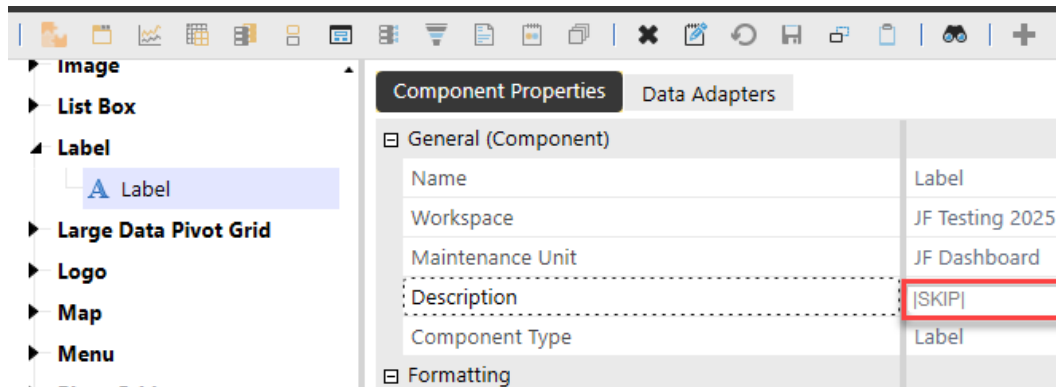 Image
List Box
Label
A Label
Large Data Pivot Grid
Logo
Map
Menu
Component Properties Data Adapters
General (Component)
Name Label
Workspace JF Testing 2025
Maintenance Unit JF Dashboard
Description |SKIP|
Component Type Label
Formatting